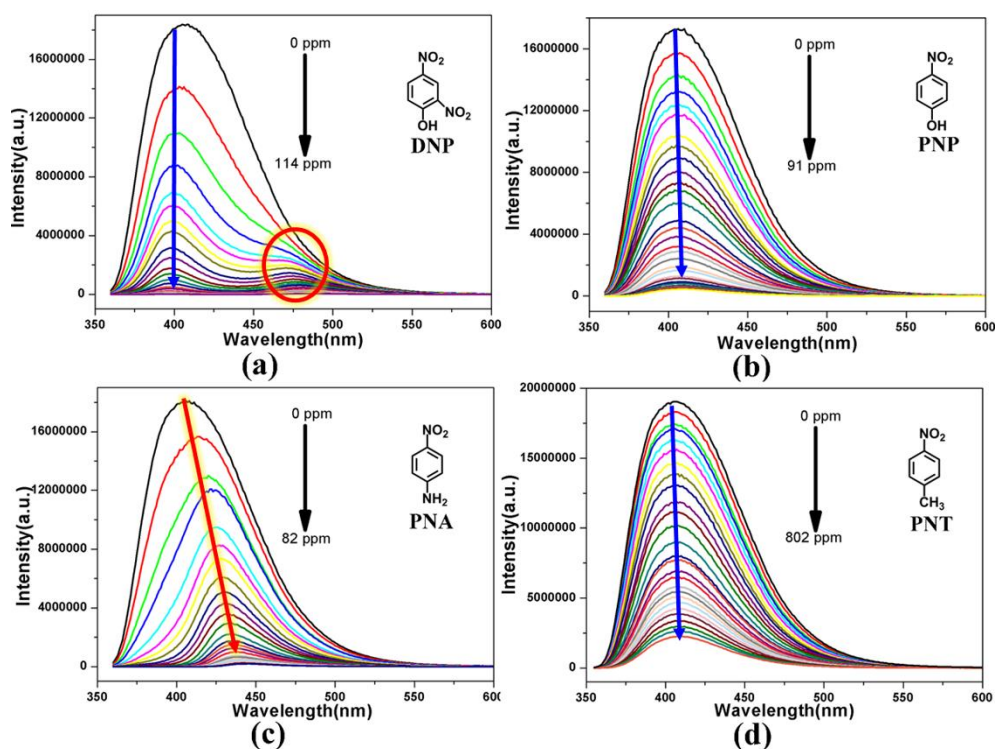 Intensity(a.u.)
16000000
12000000
8000000
4000000
0
350 400 450 500 550 600
Wavelength(nm)
0 ppm
114 ppm
NO₂
NO₂
OH
DNP
(a)
Intensity(a.u.)
16000000
12000000
8000000
4000000
0
350 400 450 500 550 600
Wavelength(nm)
0 ppm
91 ppm
NO₂
OH
PNP
(b)
Intensity(a.u.)
16000000
12000000
8000000
4000000
0
350 400 450 500 550 600
Wavelength(nm)
0 ppm
82 ppm
NO₂
NH₂
PNA
(c)
Intensity(a.u.)
20000000
15000000
10000000
5000000
0
350 400 450 500 550 600
Wavelength(nm)
0 ppm
802 ppm
NO₂
CH₃
PNT
(d)